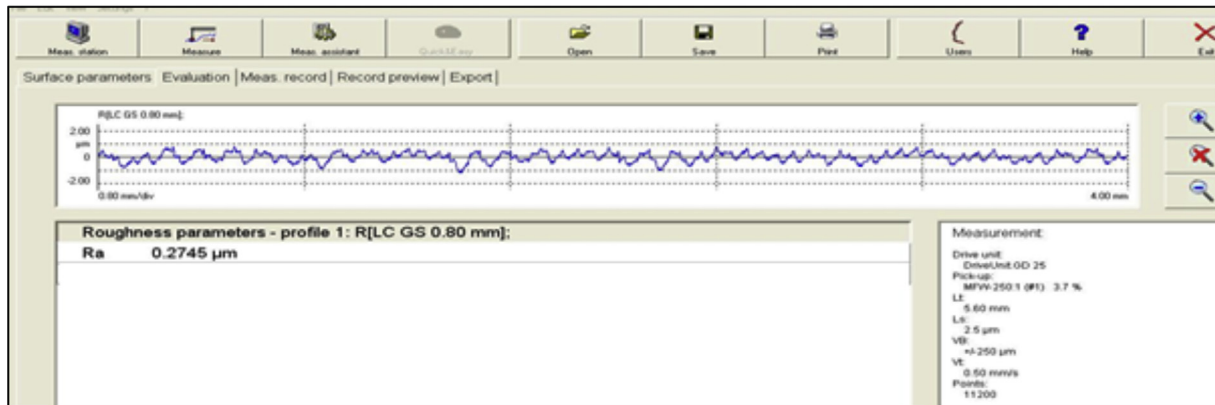 Meas. station Measure Meas. assistant Quick&Easy Open Save Print Users Help Exit
Surface parameters Evaluation Meas. record Record preview Export
R[LC GS 0.80 mm];
2.00
µm
0
-2.00
0.80 mm/div 4.00 mm
Roughness parameters - profile 1: R[LC GS 0.80 mm];
Ra 0.2745 µm
Measurement:
Drive unit:
DriveUnit:GD 25
Pick-up:
MFW-250:1 (#1) 3.7 %
Lt:
5.60 mm
Ls:
2.5 µm
VB:
+/-250 µm
Vt:
0.50 mm/s
Points:
11200